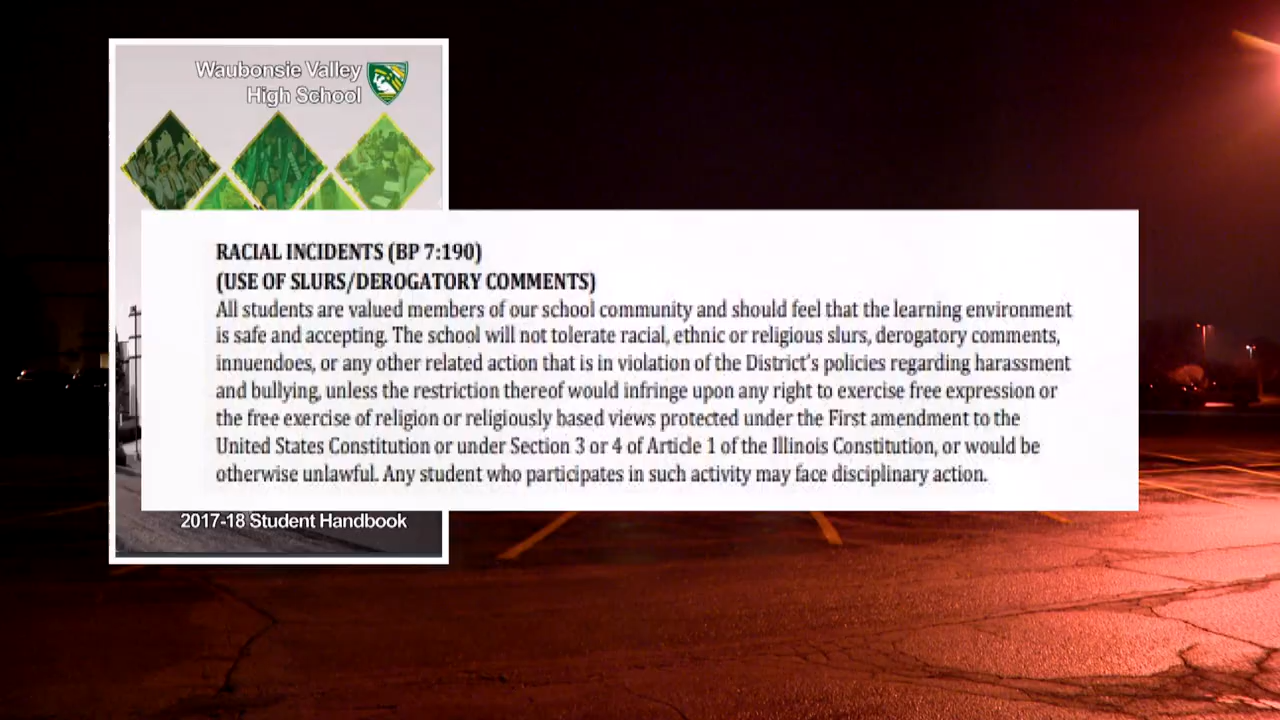 Waubonsie Valley
High School
RACIAL INCIDENTS (BP 7:190)
(USE OF SLURS/DEROGATORY COMMENTS)
All students are valued members of our school community and should feel that the learning environment
is safe and accepting. The school will not tolerate racial, ethnic or religious slurs, derogatory comments,
innuendoes, or any other related action that is in violation of the District's policies regarding harassment
and bullying, unless the restriction thereof would infringe upon any right to exercise free expression or
the free exercise of religion or religiously based views protected under the First amendment to the
United States Constitution or under Section 3 or 4 of Article 1 of the Illinois Constitution, or would be
otherwise unlawful. Any student who participates in such activity may face disciplinary action.
2017-18 Student Handbook